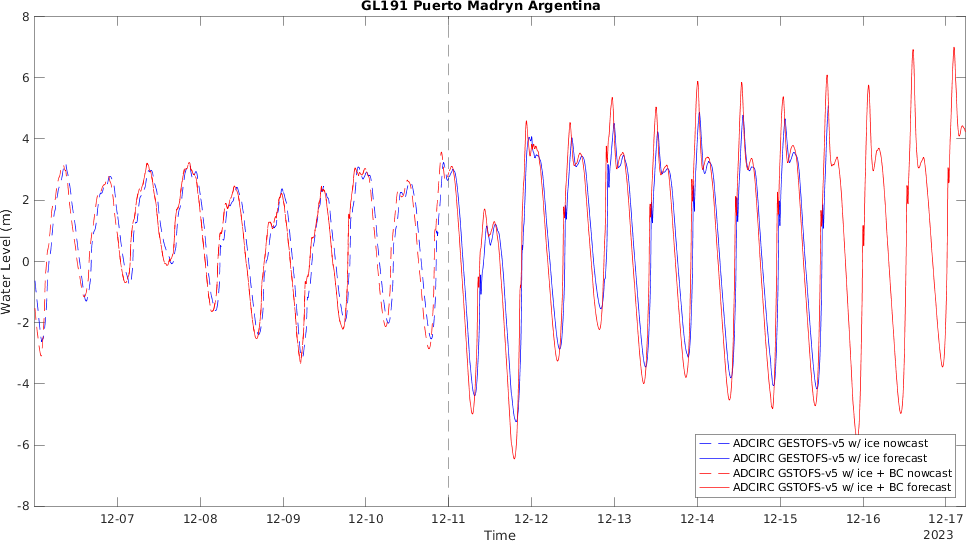 GL191 Puerto Madryn Argentina
8
6
4
2
0
-2
-4
-6
-8
Water Level (m)
ADCIRC GESTOFS-v5 w/ ice nowcast
ADCIRC GESTOFS-v5 w/ ice forecast
ADCIRC GSTOFS-v5 w/ ice + BC nowcast
ADCIRC GSTOFS-v5 w/ ice + BC forecast
12-07 12-08 12-09 12-10 12-11 12-12 12-13 12-14 12-15 12-16 12-17
Time
2023